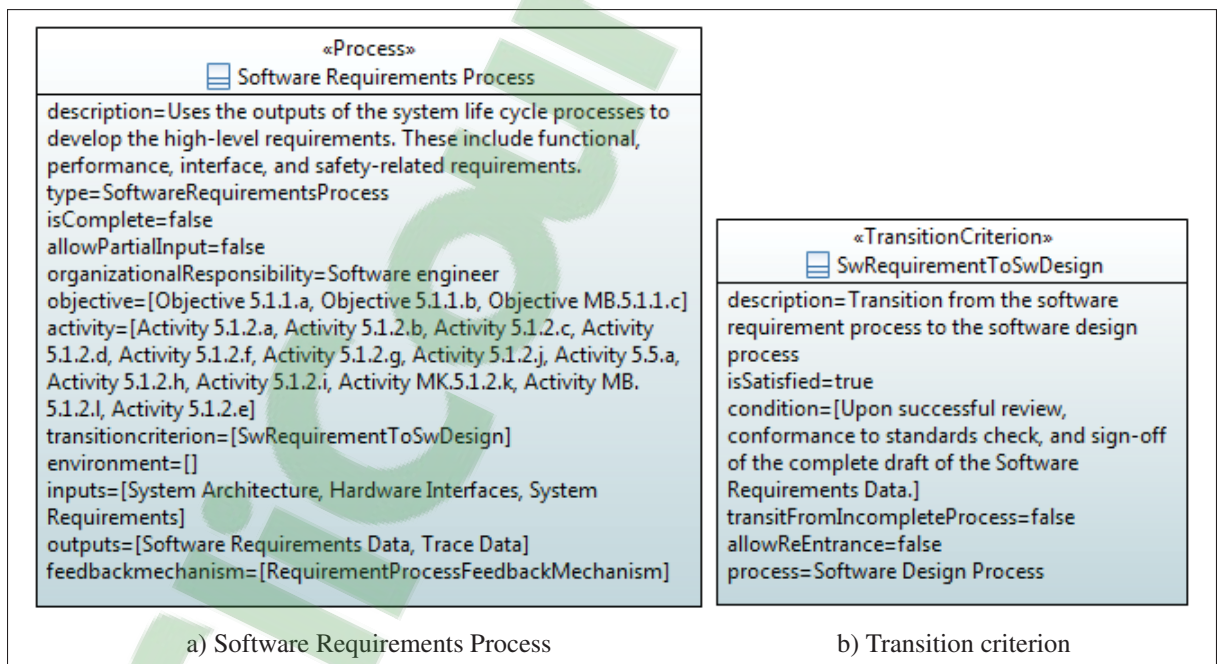 «Process»
Software Requirements Process
description=Uses the outputs of the system life cycle processes to
develop the high-level requirements. These include functional,
performance, interface, and safety-related requirements.
type=SoftwareRequirementsProcess
isComplete=false
allowPartialInput=false
organizationalResponsibility=Software engineer
objective=[Objective 5.1.1.a, Objective 5.1.1.b, Objective MB.5.1.1.c]
activity=[Activity 5.1.2.a, Activity 5.1.2.b, Activity 5.1.2.c, Activity
5.1.2.d, Activity 5.1.2.f, Activity 5.1.2.g, Activity 5.1.2.j, Activity 5.5.a,
Activity 5.1.2.h, Activity 5.1.2.i, Activity MK.5.1.2.k, Activity MB.
5.1.2.l, Activity 5.1.2.e]
transitioncriterion=[SwRequirementToSwDesign]
environment=[]
inputs=[System Architecture, Hardware Interfaces, System
Requirements]
outputs=[Software Requirements Data, Trace Data]
feedbackmechanism=[RequirementProcessFeedbackMechanism]
a) Software Requirements Process
«TransitionCriterion»
SwRequirementToSwDesign
description=Transition from the software
requirement process to the software design
process
isSatisfied=true
condition=[Upon successful review,
conformance to standards check, and sign-off
of the complete draft of the Software
Requirements Data.]
transitFromIncompleteProcess=false
allowReEntrance=false
process=Software Design Process
b) Transition criterion